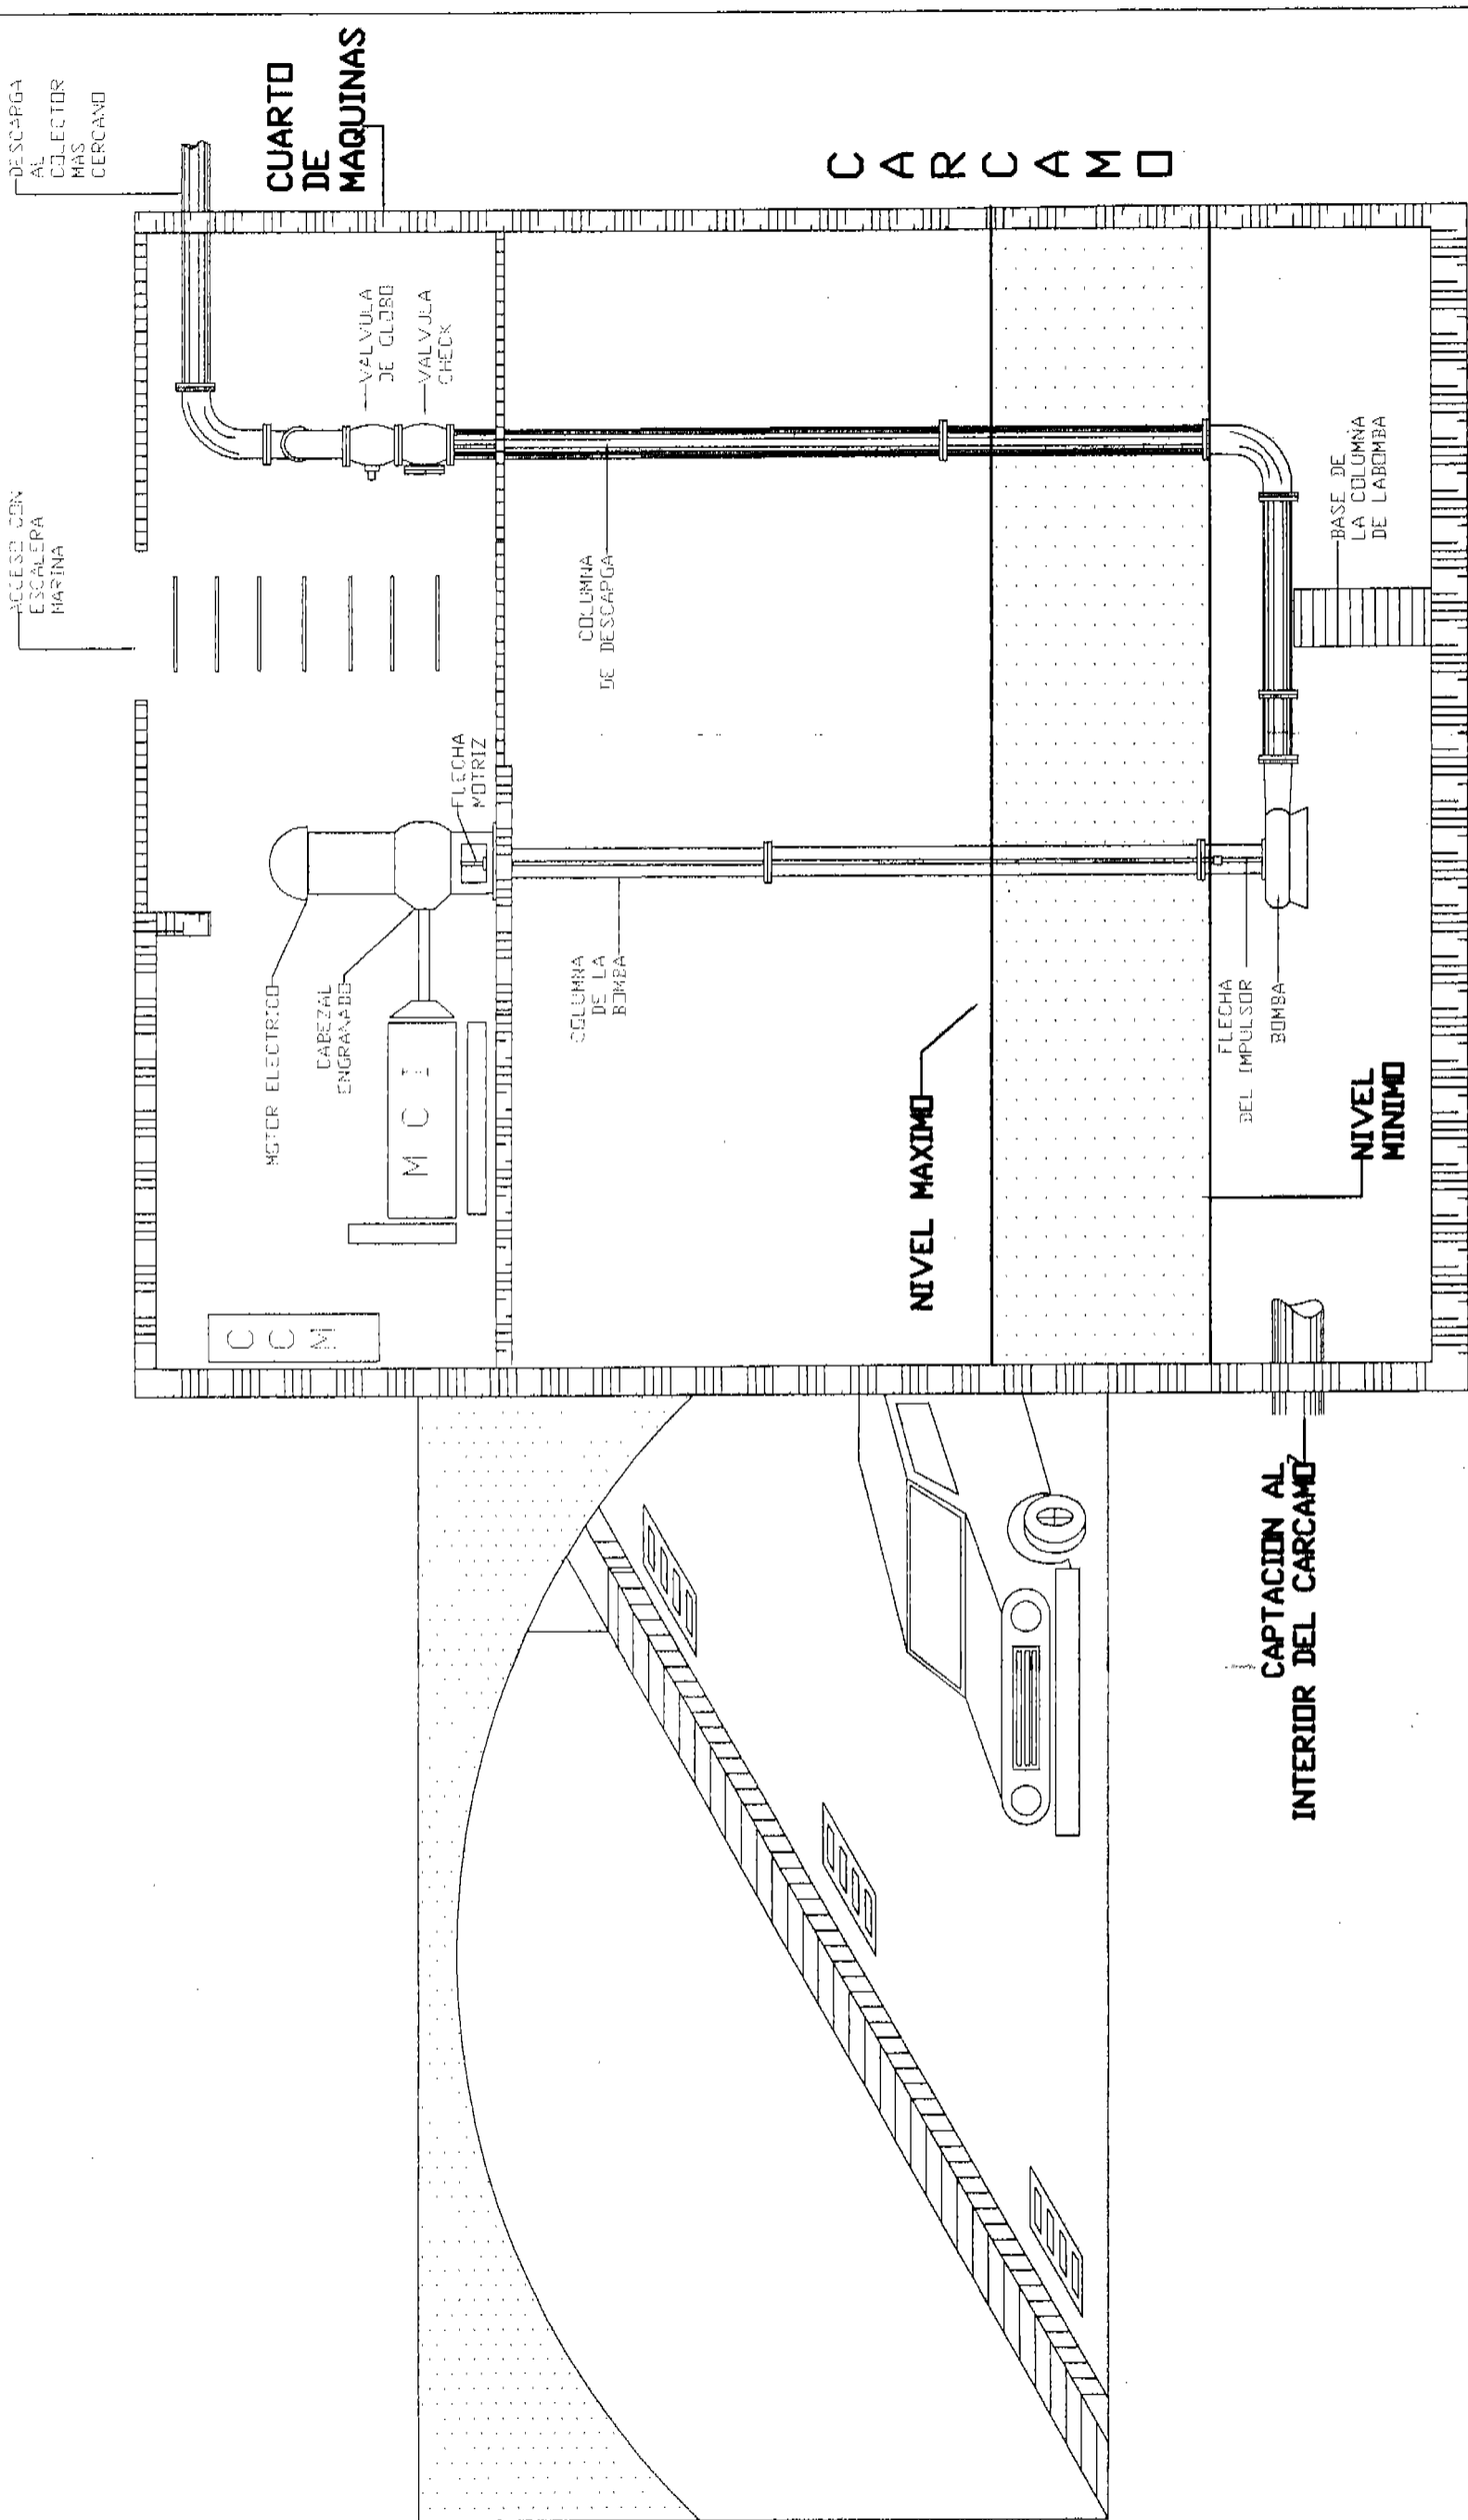 DESCARGA
AL
COLECTOR
MAS
CERCANO
ACCESO CON
ESCALERA
MARINA
CUARTO
DE
MAQUINAS
VALVULA
DE GLOBO
VALVULA
CHECK
MOTOR ELECTRICO
CABEZAL
ENGRANADO
FLECHA
MOTRIZ
M C I
C
C
M
COLUMNA
DE DESCARGA
COLUMNA
DE LA
BOMBA
C
A
R
C
A
M
O
NIVEL MAXIMO
FLECHA
DEL IMPULSOR
BOMBA
BASE DE
LA COLUMNA
DE LABOMBA
NIVEL
MINIMO
CAPTACION AL
INTERIOR DEL CARCAMO